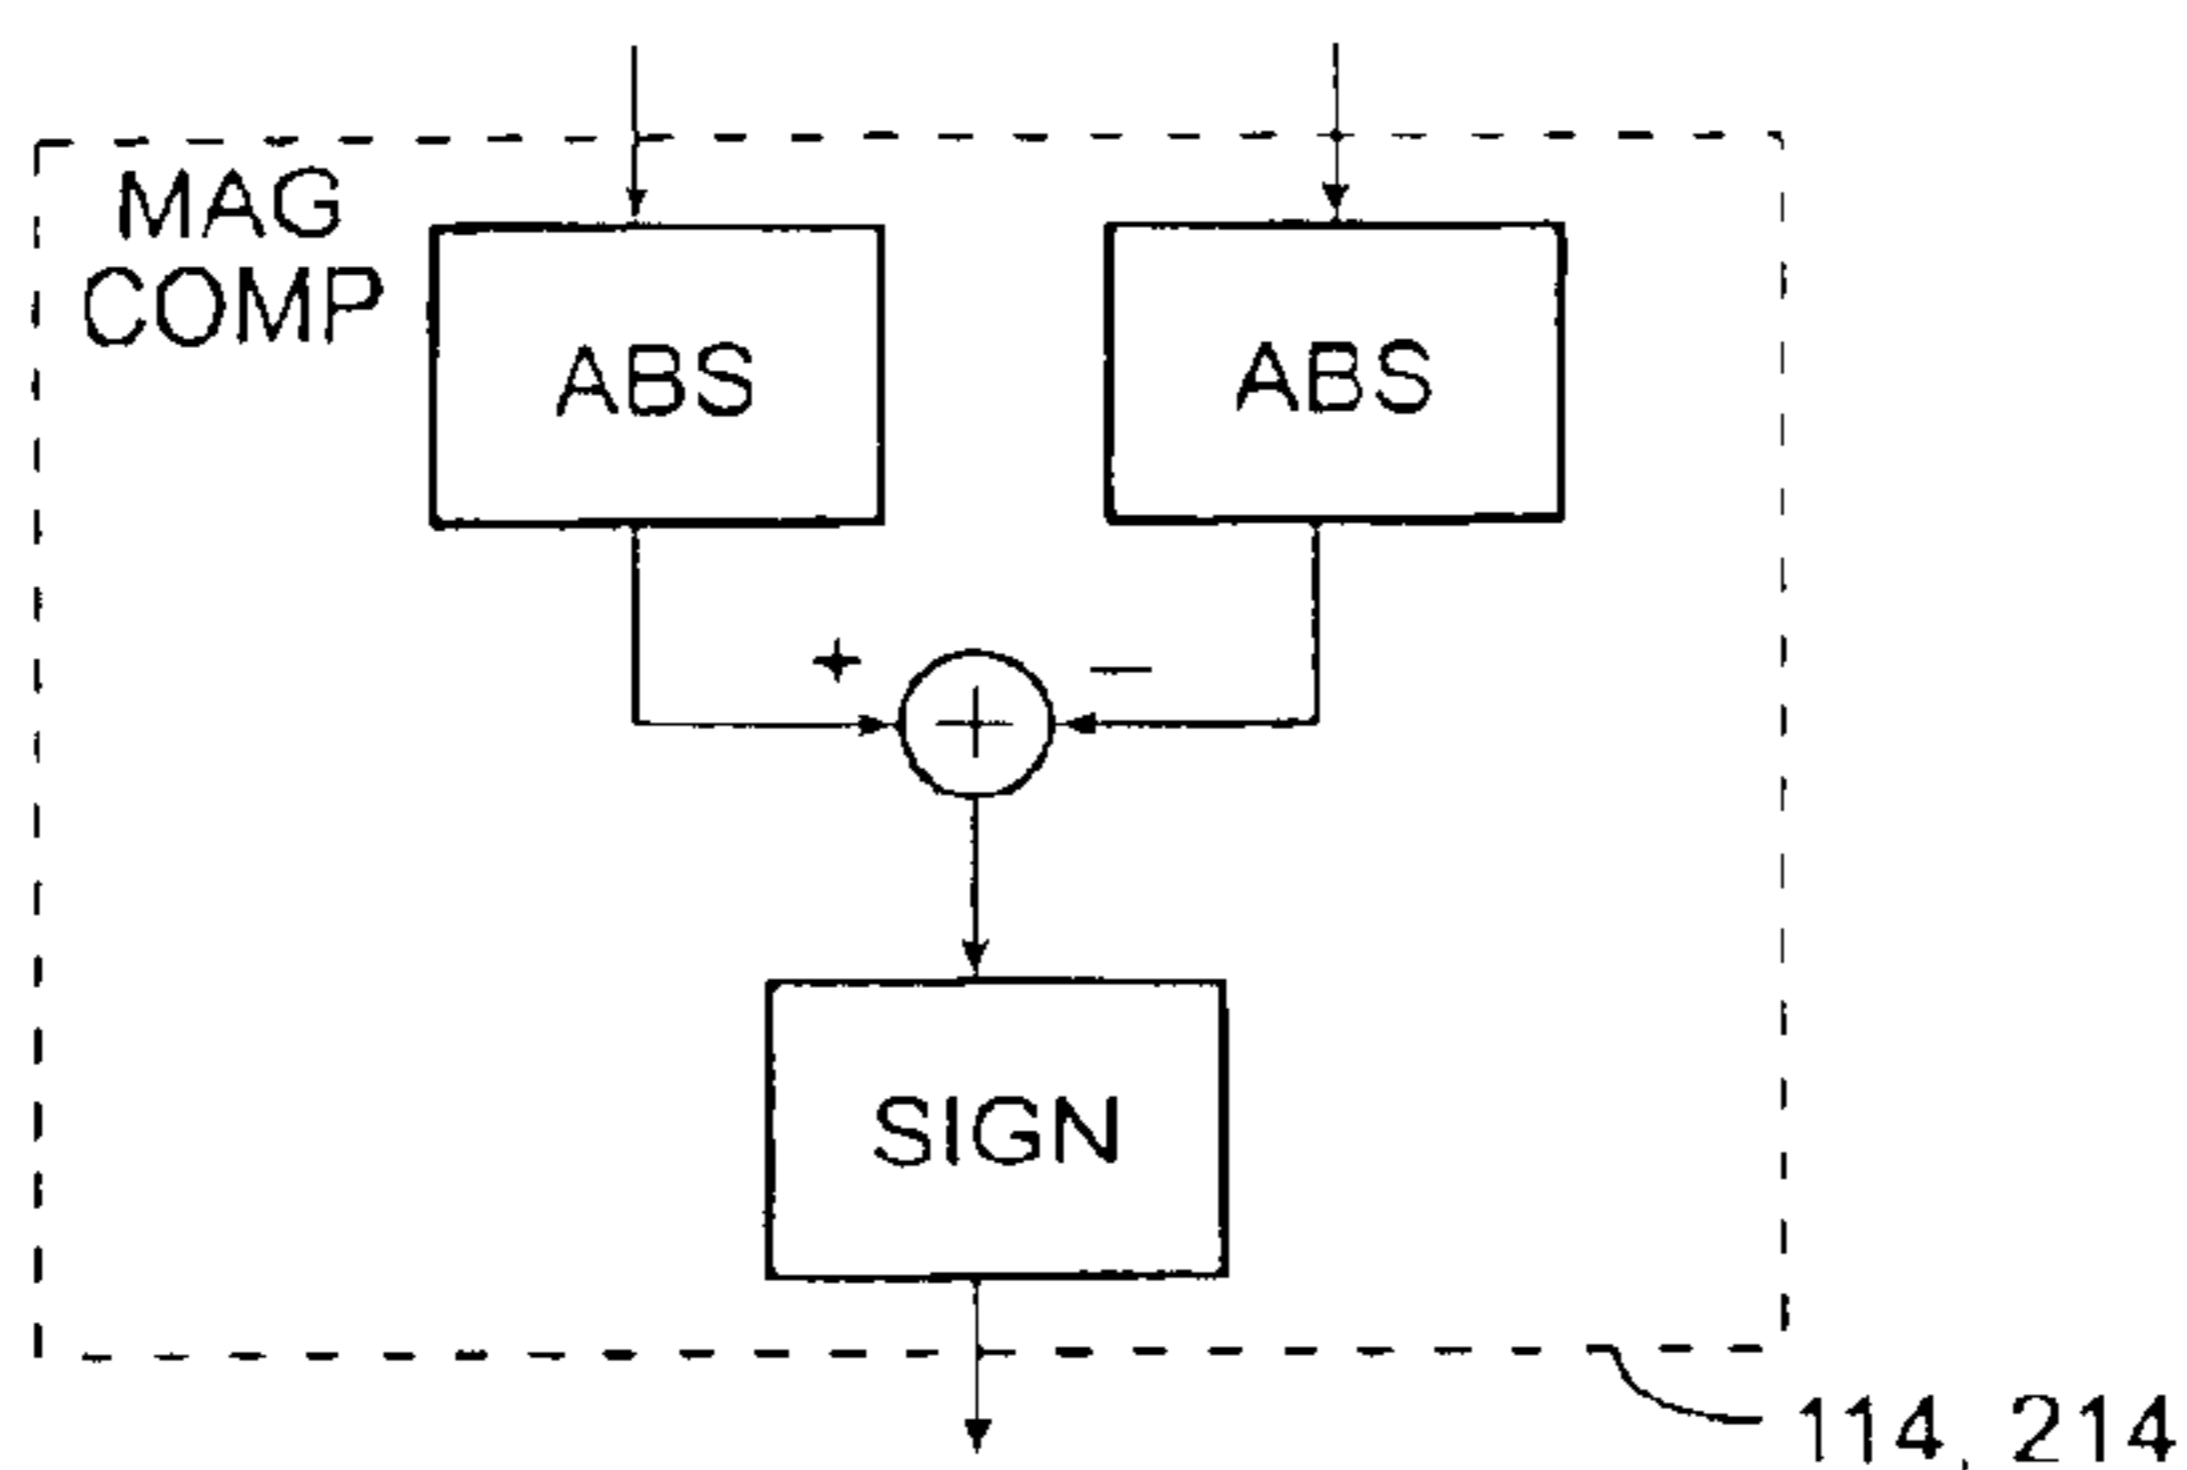 MAG
COMP
ABS
ABS
+
—
+
SIGN
114, 214